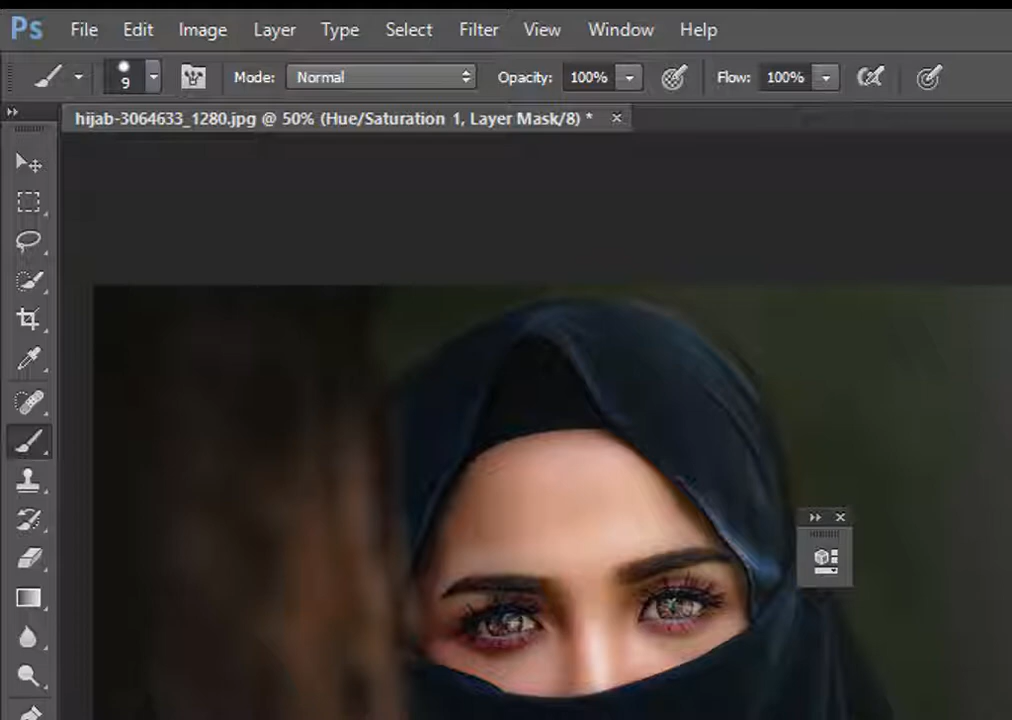 Ps File Edit Image Layer Type Select Filter View Window Help
9 Mode: Normal Opacity: 100% Flow: 100%
hijab-3064633_1280.jpg @ 50% (Hue/Saturation 1, Layer Mask/8) *